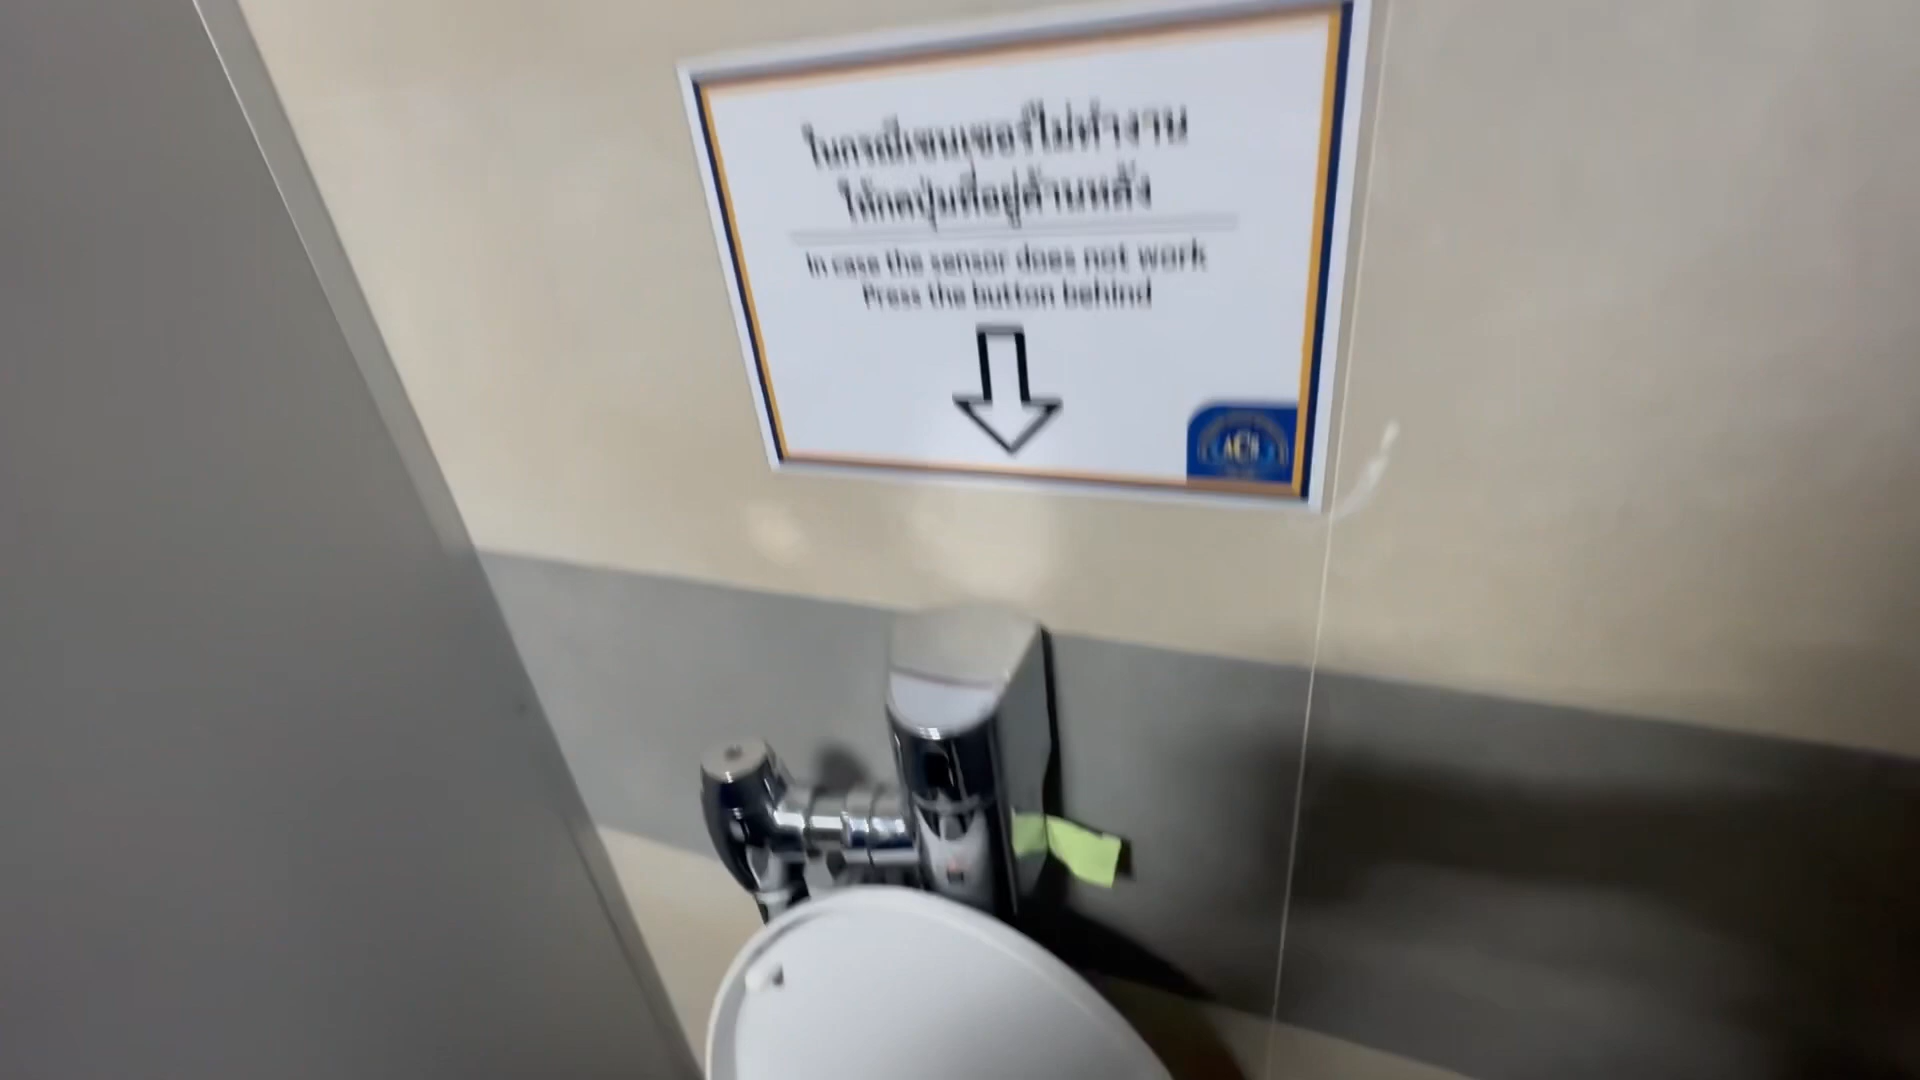 ในกรณีเซนเซอร์ไม่ทำงาน
ให้กดปุ่มที่อยู่ด้านหลัง
In case the sensor does not work
Press the button behind